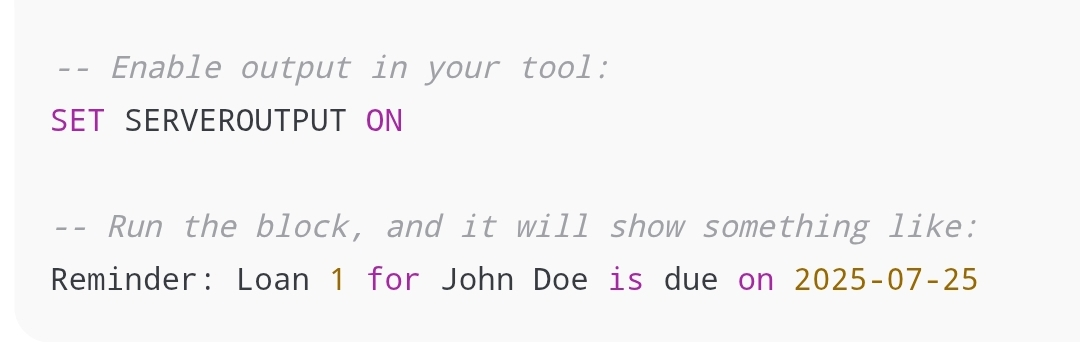 -- Enable output in your tool:
SET SERVEROUTPUT ON
-- Run the block, and it will show something like:
Reminder: Loan 1 for John Doe is due on 2025-07-25